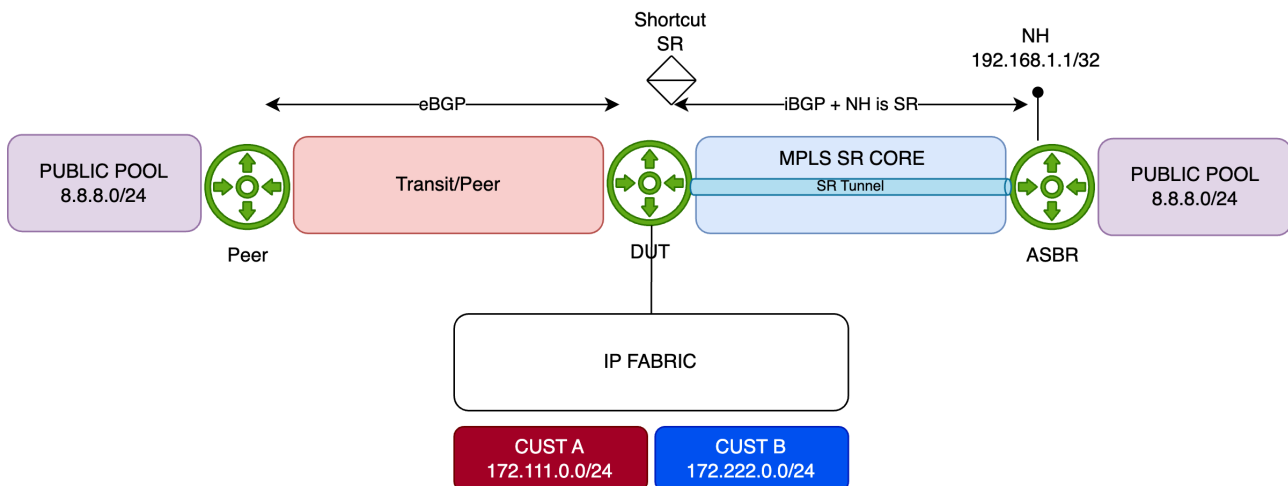 Shortcut
SR
NH
192.168.1.1/32
eBGP
iBGP + NH is SR
PUBLIC POOL
8.8.8.0/24
Transit/Peer
MPLS SR CORE
SR Tunnel
PUBLIC POOL
8.8.8.0/24
Peer
DUT
ASBR
IP FABRIC
CUST A
172.111.0.0/24
CUST B
172.222.0.0/24